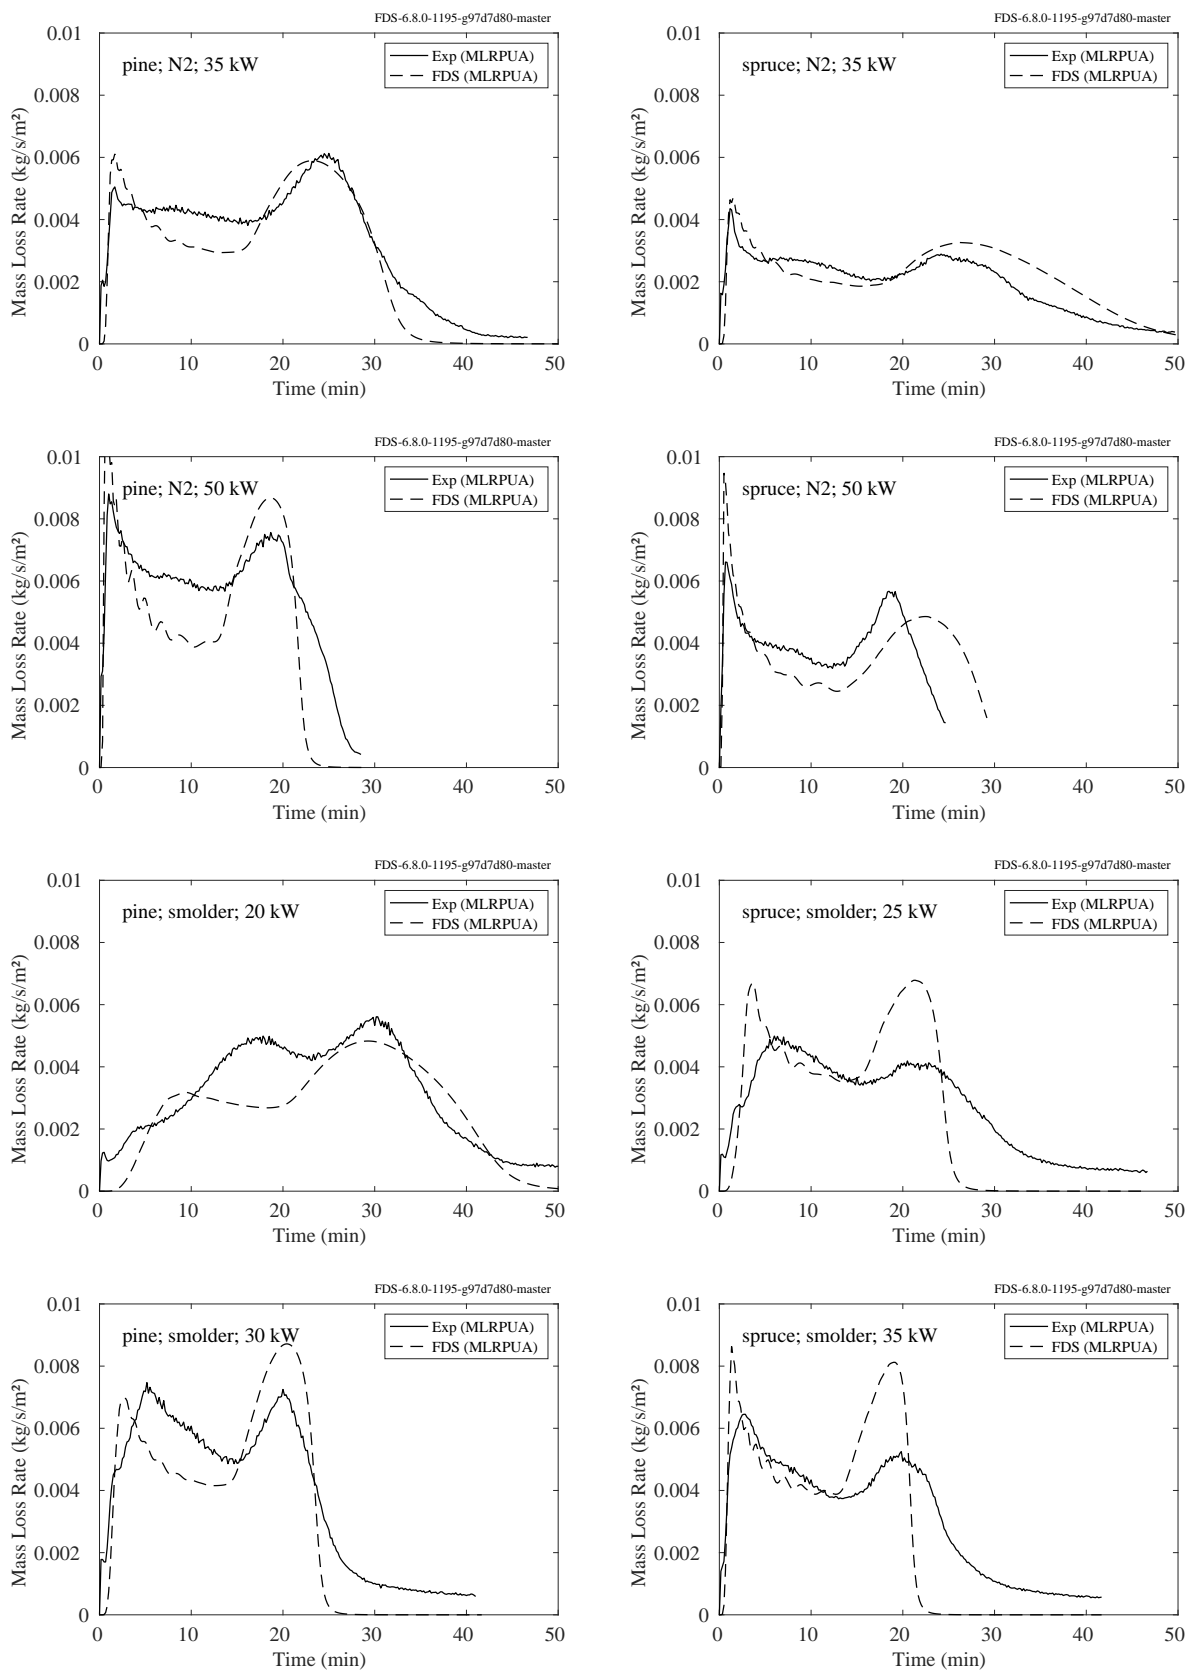 FDS-6.8.0-1195-g97d7d80-master
pine; N2; 35 kW
Exp (MLRPUA)
FDS (MLRPUA)
Mass Loss Rate (kg/s/m²)
0.01
0.008
0.006
0.004
0.002
0
0 10 20 30 40 50
Time (min)
FDS-6.8.0-1195-g97d7d80-master
spruce; N2; 35 kW
Exp (MLRPUA)
FDS (MLRPUA)
Mass Loss Rate (kg/s/m²)
0.01
0.008
0.006
0.004
0.002
0
0 10 20 30 40 50
Time (min)
FDS-6.8.0-1195-g97d7d80-master
pine; N2; 50 kW
Exp (MLRPUA)
FDS (MLRPUA)
Mass Loss Rate (kg/s/m²)
0.01
0.008
0.006
0.004
0.002
0
0 10 20 30 40 50
Time (min)
FDS-6.8.0-1195-g97d7d80-master
spruce; N2; 50 kW
Exp (MLRPUA)
FDS (MLRPUA)
Mass Loss Rate (kg/s/m²)
0.01
0.008
0.006
0.004
0.002
0
0 10 20 30 40 50
Time (min)
FDS-6.8.0-1195-g97d7d80-master
pine; smolder; 20 kW
Exp (MLRPUA)
FDS (MLRPUA)
Mass Loss Rate (kg/s/m²)
0.01
0.008
0.006
0.004
0.002
0
0 10 20 30 40 50
Time (min)
FDS-6.8.0-1195-g97d7d80-master
spruce; smolder; 25 kW
Exp (MLRPUA)
FDS (MLRPUA)
Mass Loss Rate (kg/s/m²)
0.01
0.008
0.006
0.004
0.002
0
0 10 20 30 40 50
Time (min)
FDS-6.8.0-1195-g97d7d80-master
pine; smolder; 30 kW
Exp (MLRPUA)
FDS (MLRPUA)
Mass Loss Rate (kg/s/m²)
0.01
0.008
0.006
0.004
0.002
0
0 10 20 30 40 50
Time (min)
FDS-6.8.0-1195-g97d7d80-master
spruce; smolder; 35 kW
Exp (MLRPUA)
FDS (MLRPUA)
Mass Loss Rate (kg/s/m²)
0.01
0.008
0.006
0.004
0.002
0
0 10 20 30 40 50
Time (min)